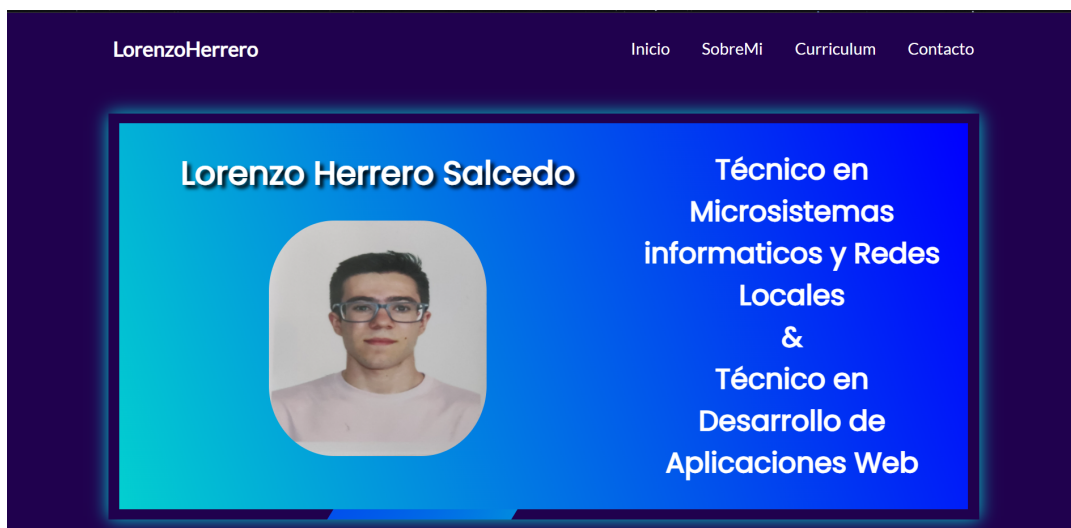 LorenzoHerrero
Inicio SobreMi Curriculum Contacto
Lorenzo Herrero Salcedo
Técnico en
Microsistemas
informaticos y Redes
Locales
&
Técnico en
Desarrollo de
Aplicaciones Web